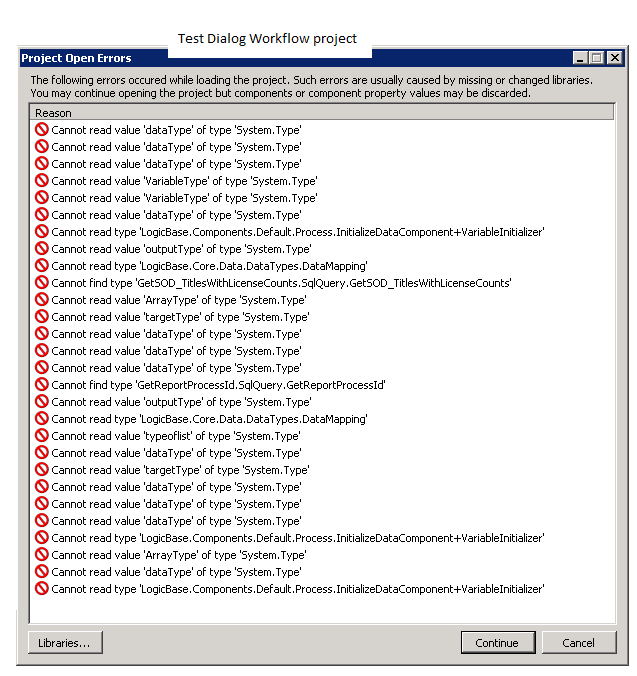 Test Dialog Workflow project
Project Open Errors
The following errors occured while loading the project. Such errors are usually caused by missing or changed libraries.
You may continue opening the project but components or component property values may be discarded.
Reason
Cannot read value 'dataType' of type 'System.Type'
Cannot read value 'dataType' of type 'System.Type'
Cannot read value 'dataType' of type 'System.Type'
Cannot read value 'VariableType' of type 'System.Type'
Cannot read value 'VariableType' of type 'System.Type'
Cannot read value 'dataType' of type 'System.Type'
Cannot read type 'LogicBase.Components.Default.Process.InitializeDataComponent+VariableInitializer'
Cannot read value 'outputType' of type 'System.Type'
Cannot read type 'LogicBase.Core.Data.DataTypes.DataMapping'
Cannot find type 'GetSOD_TitlesWithLicenseCounts.SqlQuery.GetSOD_TitlesWithLicenseCounts'
Cannot read value 'ArrayType' of type 'System.Type'
Cannot read value 'targetType' of type 'System.Type'
Cannot read value 'dataType' of type 'System.Type'
Cannot read value 'dataType' of type 'System.Type'
Cannot read value 'dataType' of type 'System.Type'
Cannot find type 'GetReportProcessId.SqlQuery.GetReportProcessId'
Cannot read value 'outputType' of type 'System.Type'
Cannot read type 'LogicBase.Core.Data.DataTypes.DataMapping'
Cannot read value 'typeoflist' of type 'System.Type'
Cannot read value 'dataType' of type 'System.Type'
Cannot read value 'targetType' of type 'System.Type'
Cannot read value 'dataType' of type 'System.Type'
Cannot read value 'dataType' of type 'System.Type'
Cannot read value 'dataType' of type 'System.Type'
Cannot read type 'LogicBase.Components.Default.Process.InitializeDataComponent+VariableInitializer'
Cannot read value 'ArrayType' of type 'System.Type'
Cannot read value 'dataType' of type 'System.Type'
Cannot read type 'LogicBase.Components.Default.Process.InitializeDataComponent+VariableInitializer'
Libraries... Continue Cancel